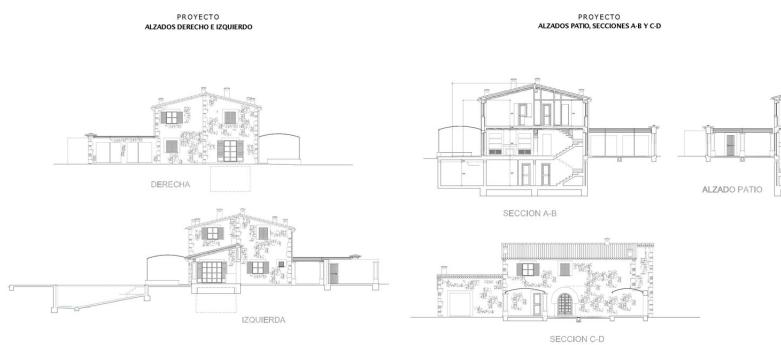 PROYECTO
ALZADOS DERECHO E IZQUIERDO
DERECHA
IZQUIERDA
PROYECTO
ALZADOS PATIO, SECCIONES A-B Y C-D
SECCION A-B
ALZADO PATIO
SECCION C-D